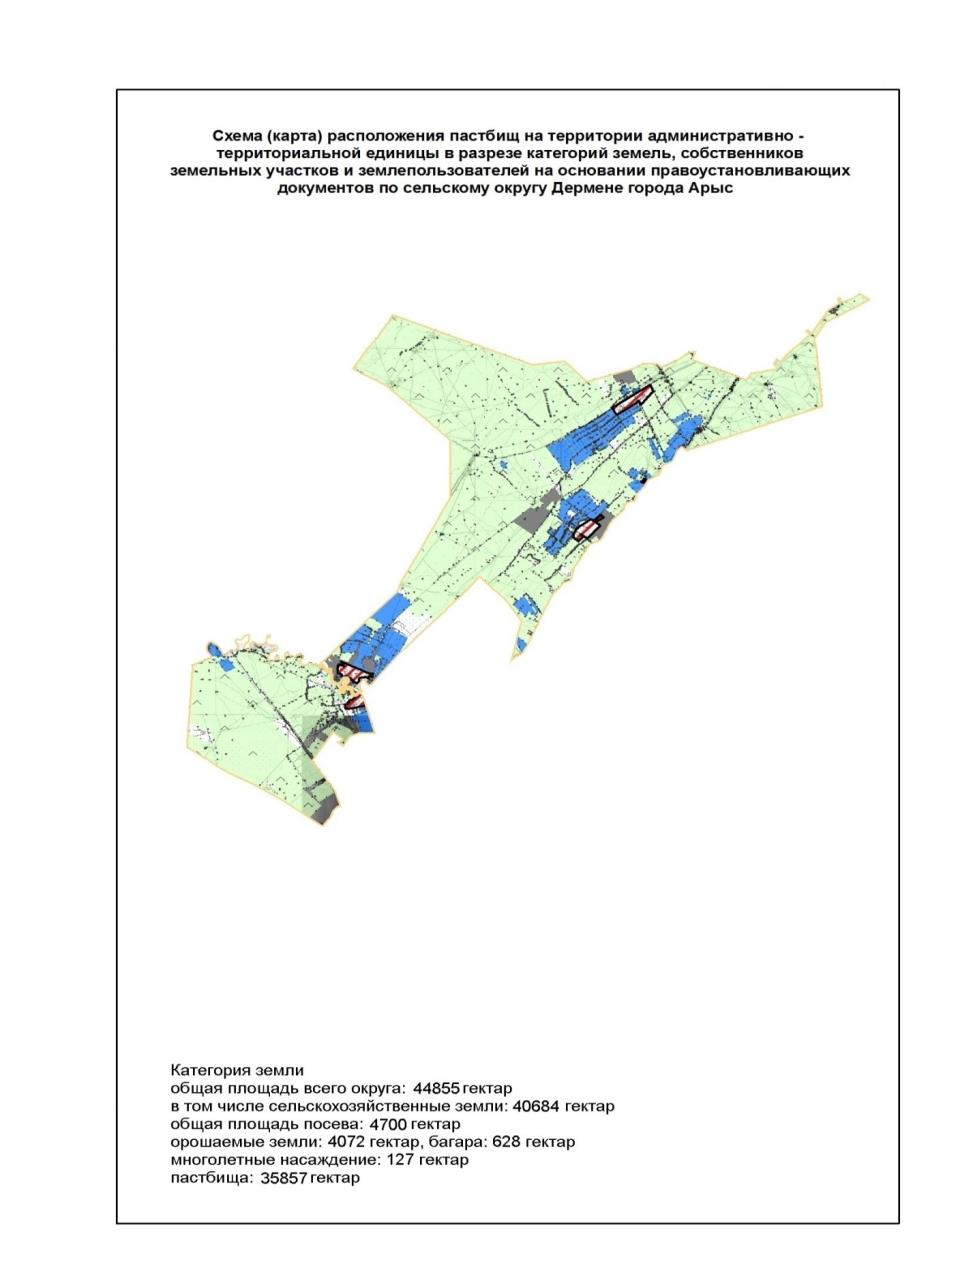 Схема (карта) расположения пастбищ на территории административно -
территориальной единицы в разрезе категорий земель, собственников
земельных участков и землепользователей на основании правоустановливающих
документов по сельскому округу Дермене города Арыс
Категория земли
общая площадь всего округа: 44855 гектар
в том числе сельскохозяйственные земли: 40684 гектар
общая площадь посева: 4700 гектар
орошаемые земли: 4072 гектар, багара: 628 гектар
многолетные насаждение: 127 гектар
пастбища: 35857 гектар